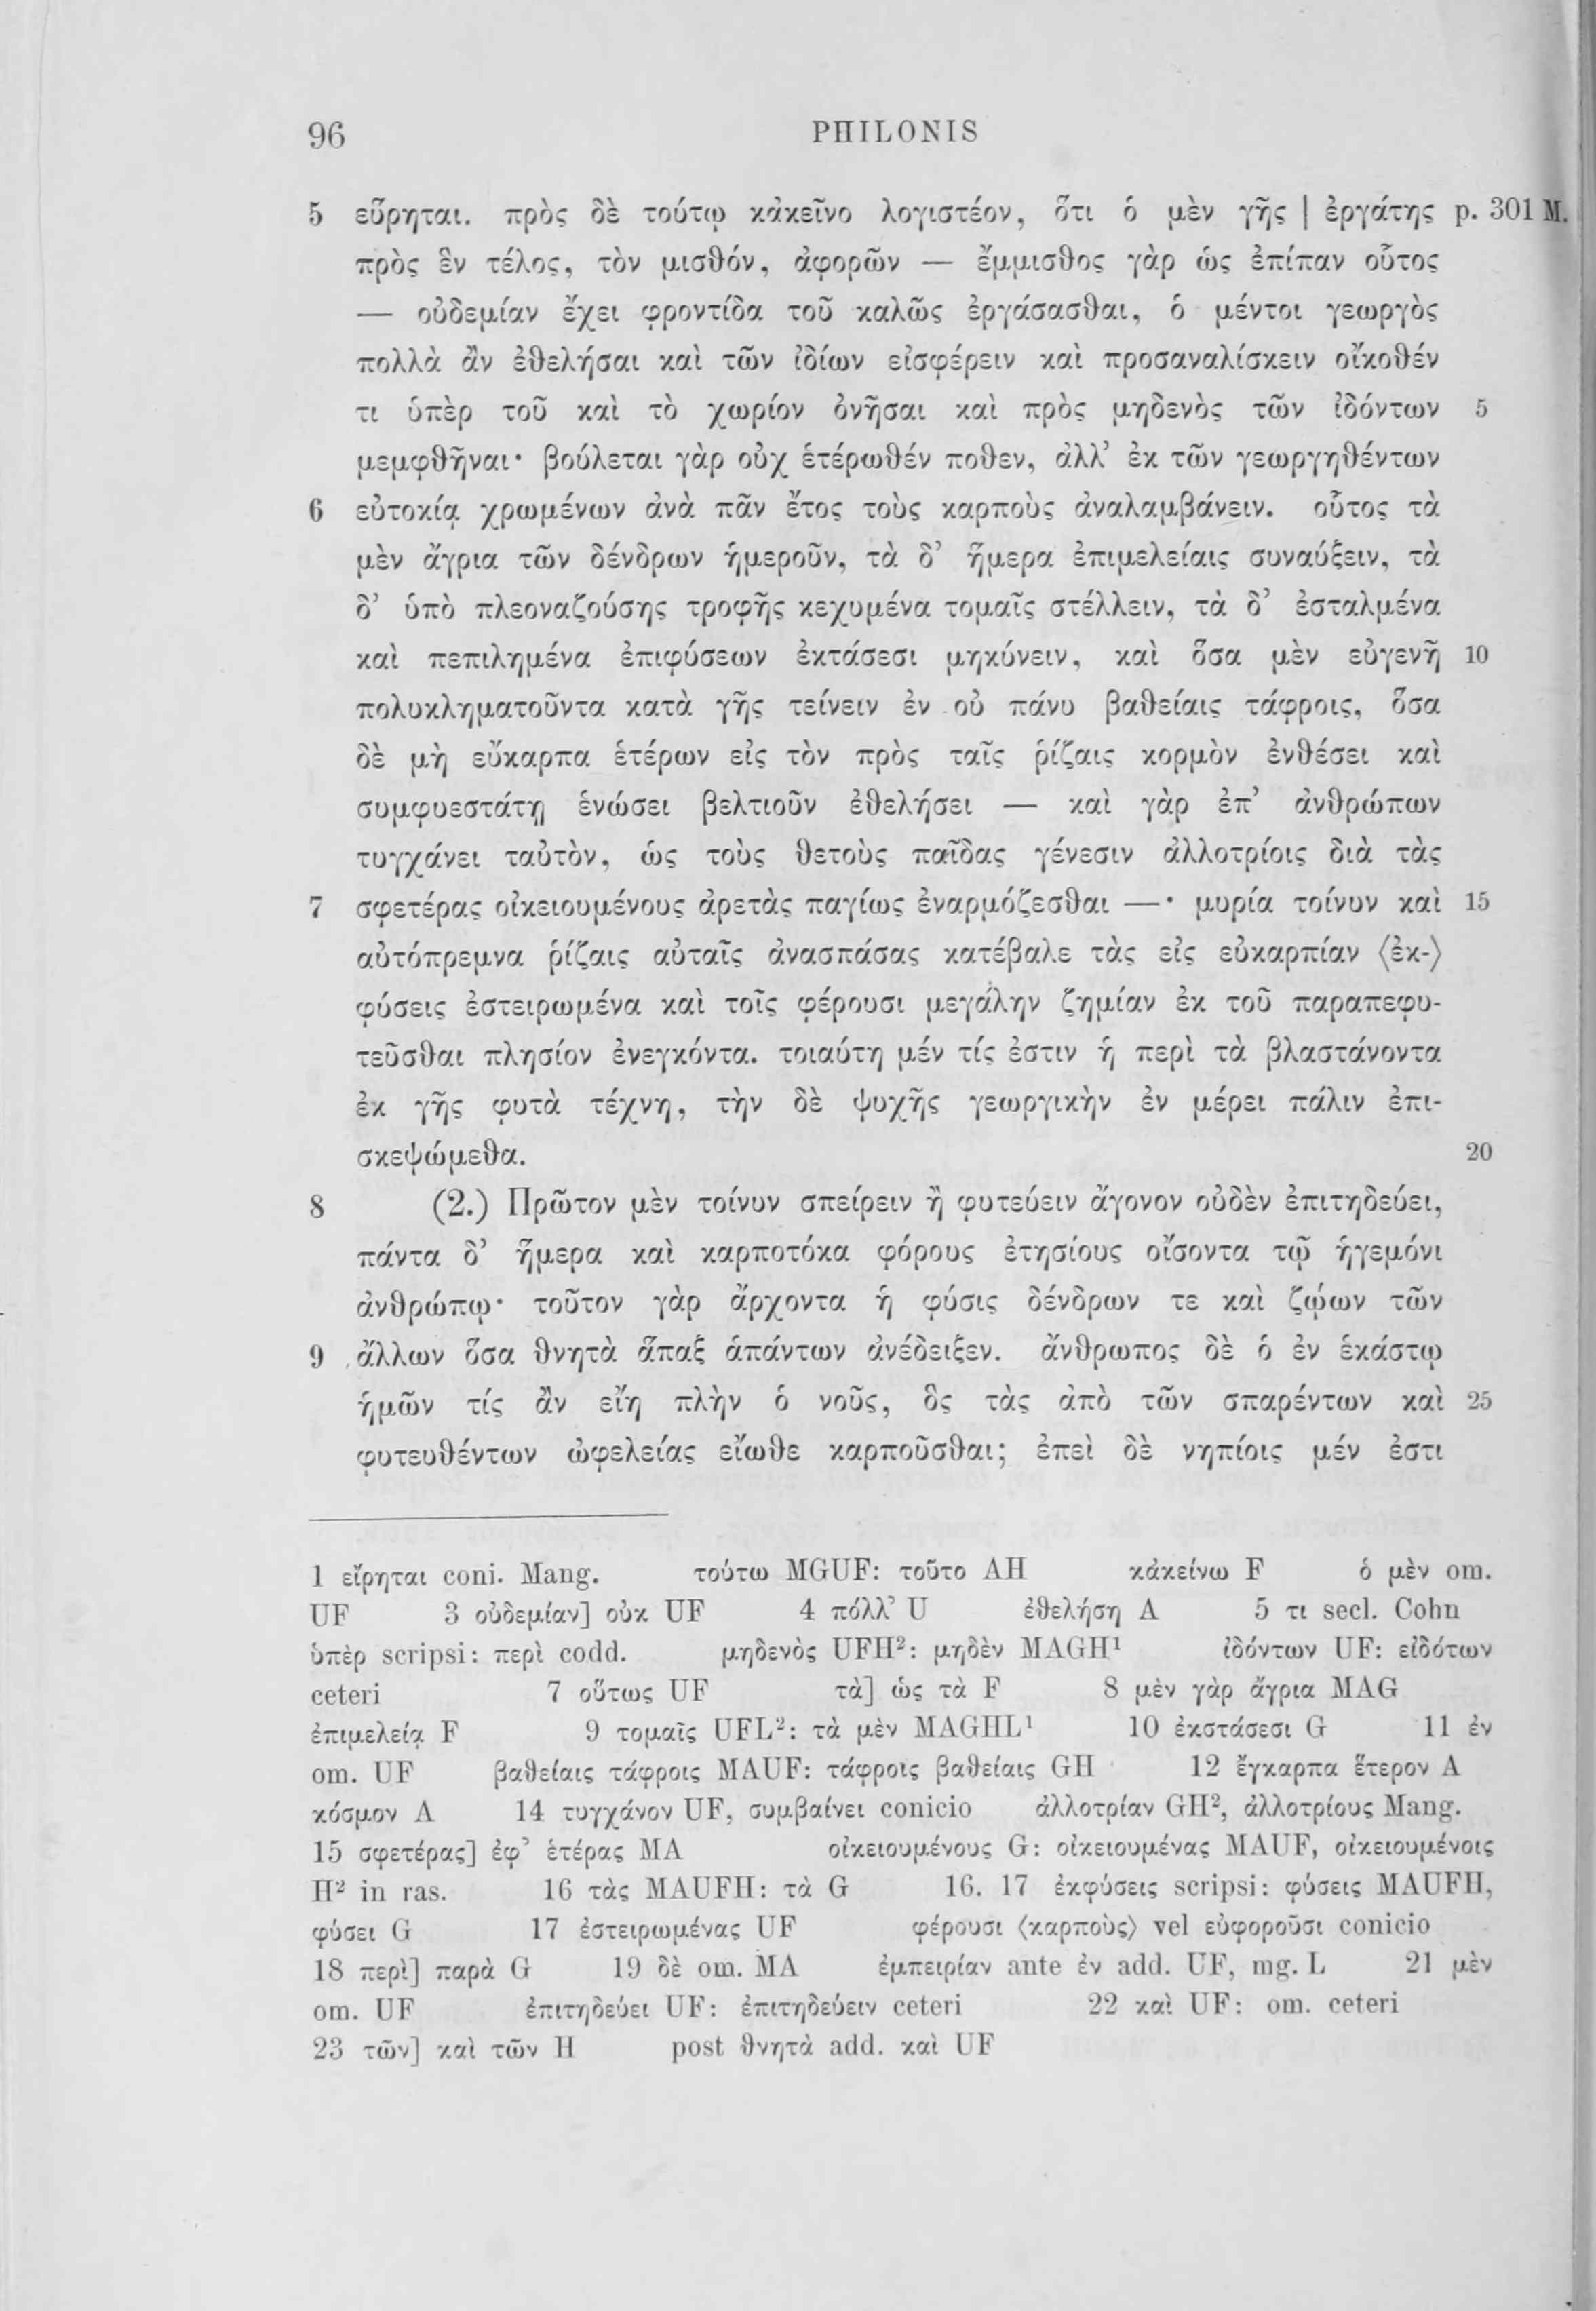 96 PHILONIS
5 εὕρηται. πρὸς δὲ τούτῳ κἀκεῖνο λογιστέον, ὅτι ὁ μὲν γῆς | ἐργάτης p. 301 M.
πρὸς ἓν τέλος, τὸν μισθόν, ἀφορῶν — ἔμμισθος γὰρ ὡς ἐπίπαν οὗτος
— οὐδεμίαν ἔχει φροντίδα τοῦ καλῶς ἐργάσασθαι, ὁ μέντοι γεωργὸς
πολλὰ ἂν ἐθελήσαι καὶ τῶν ἰδίων εἰσφέρειν καὶ προσαναλίσκειν οἴκοθέν
τι ὑπὲρ τοῦ καὶ τὸ χωρίον ὀνῆσαι καὶ πρὸς μηδενὸς τῶν ἰδόντων 5
μεμφθῆναι· βούλεται γὰρ οὐχ ἑτέρωθέν ποθεν, ἀλλ’ ἐκ τῶν γεωργηθέντων
6 εὐτοκίᾳ χρωμένων ἀνὰ πᾶν ἔτος τοὺς καρποὺς ἀναλαμβάνειν. οὗτος τὰ
μὲν ἄγρια τῶν δένδρων ἡμεροῦν, τὰ δ’ ἥμερα ἐπιμελείαις συναύξειν, τὰ
δ’ ὑπὸ πλεοναζούσης τροφῆς κεχυμένα τομαῖς στέλλειν, τὰ δ’ ἐσταλμένα
καὶ πεπιλημένα ἐπιφύσεων ἐκτάσεσι μηκύνειν, καὶ ὅσα μὲν εὐγενῆ 10
πολυκληματοῦντα κατὰ γῆς τείνειν ἐν οὐ πάνυ βαθείαις τάφροις, ὅσα
δὲ μὴ εὔκαρπα ἑτέρων εἰς τὸν πρὸς ταῖς ῥίζαις κορμὸν ἐνθέσει καὶ
συμφυεστάτῃ ἑνώσει βελτιοῦν ἐθελήσει — καὶ γὰρ ἐπ’ ἀνθρώπων
τυγχάνει ταὐτὸν, ὡς τοὺς θετοὺς παῖδας γένεσιν ἀλλοτρίοις διὰ τὰς
7 σφετέρας οἰκειουμένους ἀρετὰς παγίως ἐναρμόζεσθαι —· μυρία τοίνυν καὶ 15
αὐτόπρεμνα ῥίζαις αὐταῖς ἀνασπάσας κατέβαλε τὰς εἰς εὐκαρπίαν ⟨ἐκ-⟩
φύσεις ἐστειρωμένα καὶ τοῖς φέρουσι μεγάλην ζημίαν ἐκ τοῦ παραπεφυ-
τεῦσθαι πλησίον ἐνεγκόντα. τοιαύτη μέν τίς ἐστιν ἡ περὶ τὰ βλαστάνοντα
ἐκ γῆς φυτὰ τέχνη, τὴν δὲ ψυχῆς γεωργικὴν ἐν μέρει πάλιν ἐπι-
σκεψώμεθα. 20
8 (2.) Πρῶτον μὲν τοίνυν σπείρειν ἢ φυτεύειν ἄγονον οὐδὲν ἐπιτηδεύει,
πάντα δ’ ἥμερα καὶ καρποτόκα φόρους ἐτησίους οἴσοντα τῷ ἡγεμόνι
ἀνθρώπῳ· τοῦτον γὰρ ἄρχοντα ἡ φύσις δένδρων τε καὶ ζῴων τῶν
9 ἄλλων ὅσα θνητὰ ἅπαξ ἁπάντων ἀνέδειξεν. ἄνθρωπος δὲ ὁ ἐν ἑκάστῳ
ἡμῶν τίς ἂν εἴη πλὴν ὁ νοῦς, ὃς τὰς ἀπὸ τῶν σπαρέντων καὶ 25
φυτευθέντων ὠφελείας εἴωθε καρποῦσθαι; ἐπεὶ δὲ νηπίοις μέν ἐστι
1 εἴρηται coni. Mang. τούτω MGUF: τοῦτο AH κἀκείνω F ὁ μὲν om.
UF 3 οὐδεμίαν] οὐκ UF 4 πόλλ’ U ἐθελήση A 5 τι secl. Cohn
ὑπὲρ scripsi: περὶ codd. μηδενὸς UFH²: μηδὲν MAGH¹ ἰδόντων UF: εἰδότων
ceteri 7 οὕτως UF τὰ] ὡς τὰ F 8 μὲν γὰρ ἄγρια MAG
ἐπιμελείᾳ F 9 τομαῖς UFL²: τὰ μὲν MAGHL¹ 10 ἐκστάσεσι G 11 ἐν
om. UF βαθείαις τάφροις MAUF: τάφροις βαθείαις GH 12 ἔγκαρπα ἕτερον A
κόσμον A 14 τυγχάνον UF, συμβαίνει conicio ἀλλοτρίαν GH², ἀλλοτρίους Mang.
15 σφετέρας] ἐφ’ ἑτέρας MA οἰκειουμένους G: οἰκειουμένας MAUF, οἰκειουμένοις
H² in ras. 16 τὰς MAUFH: τὰ G 16. 17 ἐκφύσεις scripsi: φύσεις MAUFH,
φύσει G 17 ἐστειρωμένας UF φέρουσι ⟨καρποὺς⟩ vel εὐφοροῦσι conicio
18 περὶ] παρὰ G 19 δὲ om. MA ἐμπειρίαν ante ἐν add. UF, mg. L 21 μὲν
om. UF ἐπιτηδεύει UF: ἐπιτηδεύειν ceteri 22 καὶ UF: om. ceteri
23 τῶν] καὶ τῶν H post θνητὰ add. καὶ UF